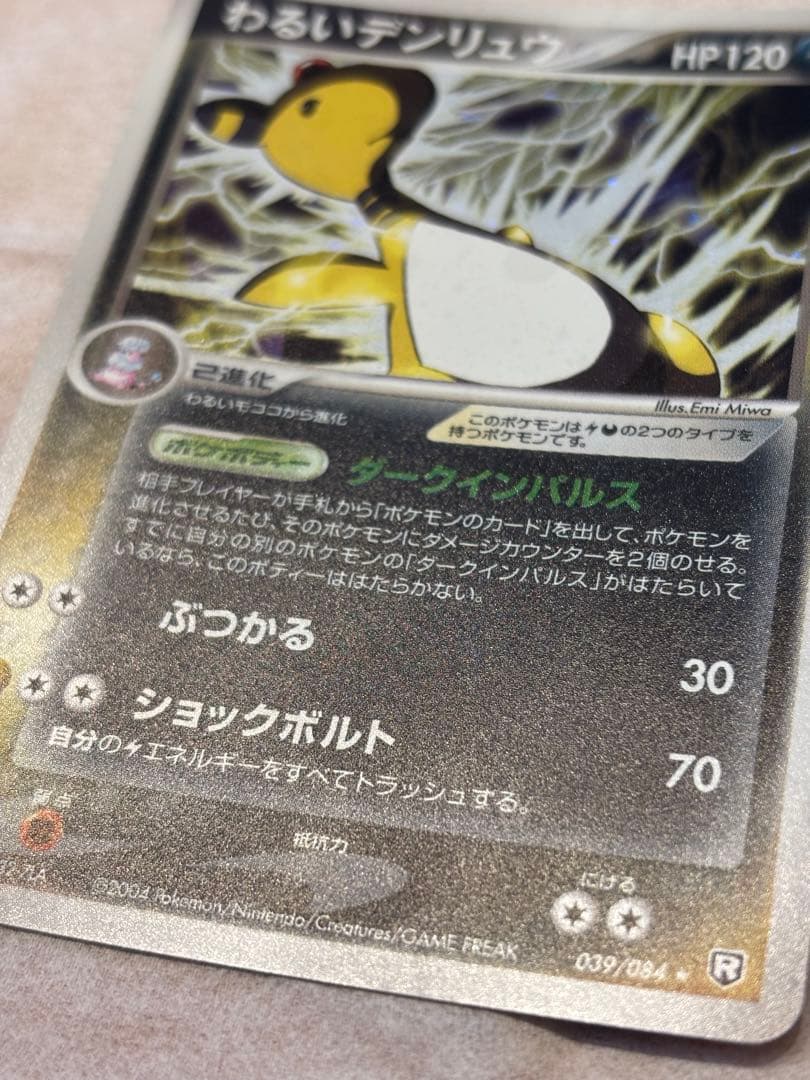 わるいデンリュウ HP120
2進化
わるいモココから進化
Illus.Emi Miwa
このポケモンは の2つのタイプを
持つポケモンです。
ポケボディー ダークインパルス
相手プレイヤーが手札から「ポケモンのカード」を出して、ポケモンを
進化させるたび、そのポケモンにダメージカウンターを2個のせる。
すでに自分の別のポケモンの「ダークインパルス」がはたらいて
いるなら、このボディーははたらかない。
ぶつかる 30
ショックボルト 70
自分の エネルギーをすべてトラッシュする。
弱点 抵抗力 にげる
©2004 Pokémon/Nintendo/Creatures/GAME FREAK
039/084 ★ R